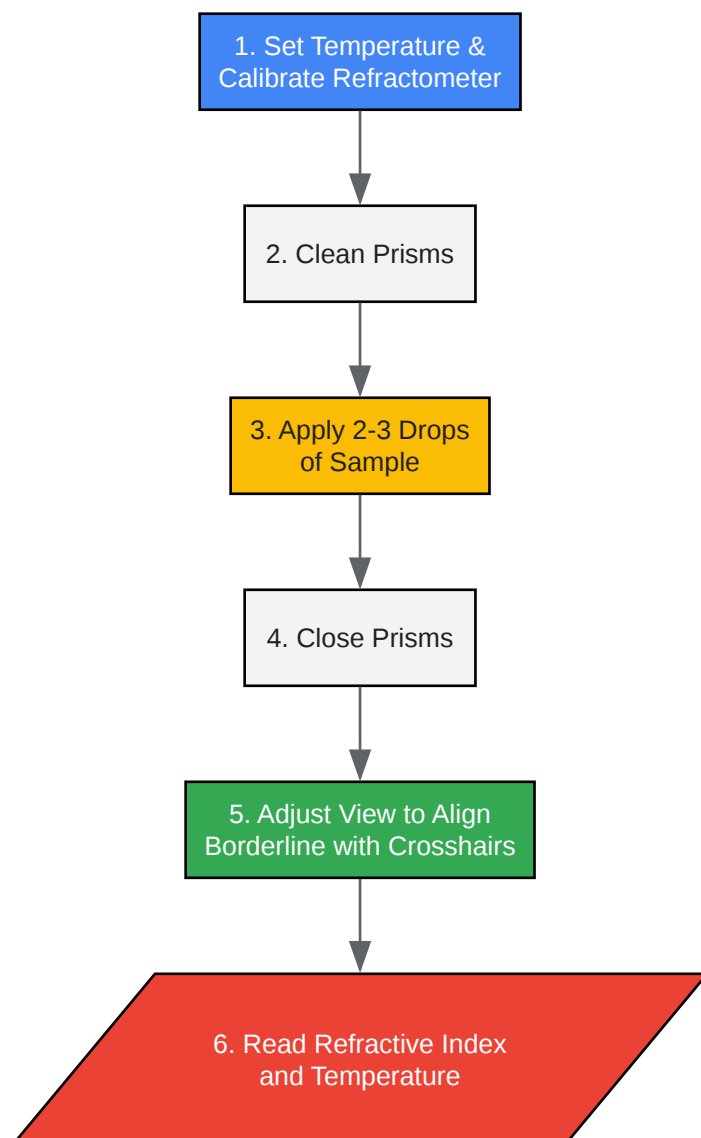 1. Set Temperature &
Calibrate Refractometer
2. Clean Prisms
3. Apply 2-3 Drops
of Sample
4. Close Prisms
5. Adjust View to Align
Borderline with Crosshairs
6. Read Refractive Index
and Temperature